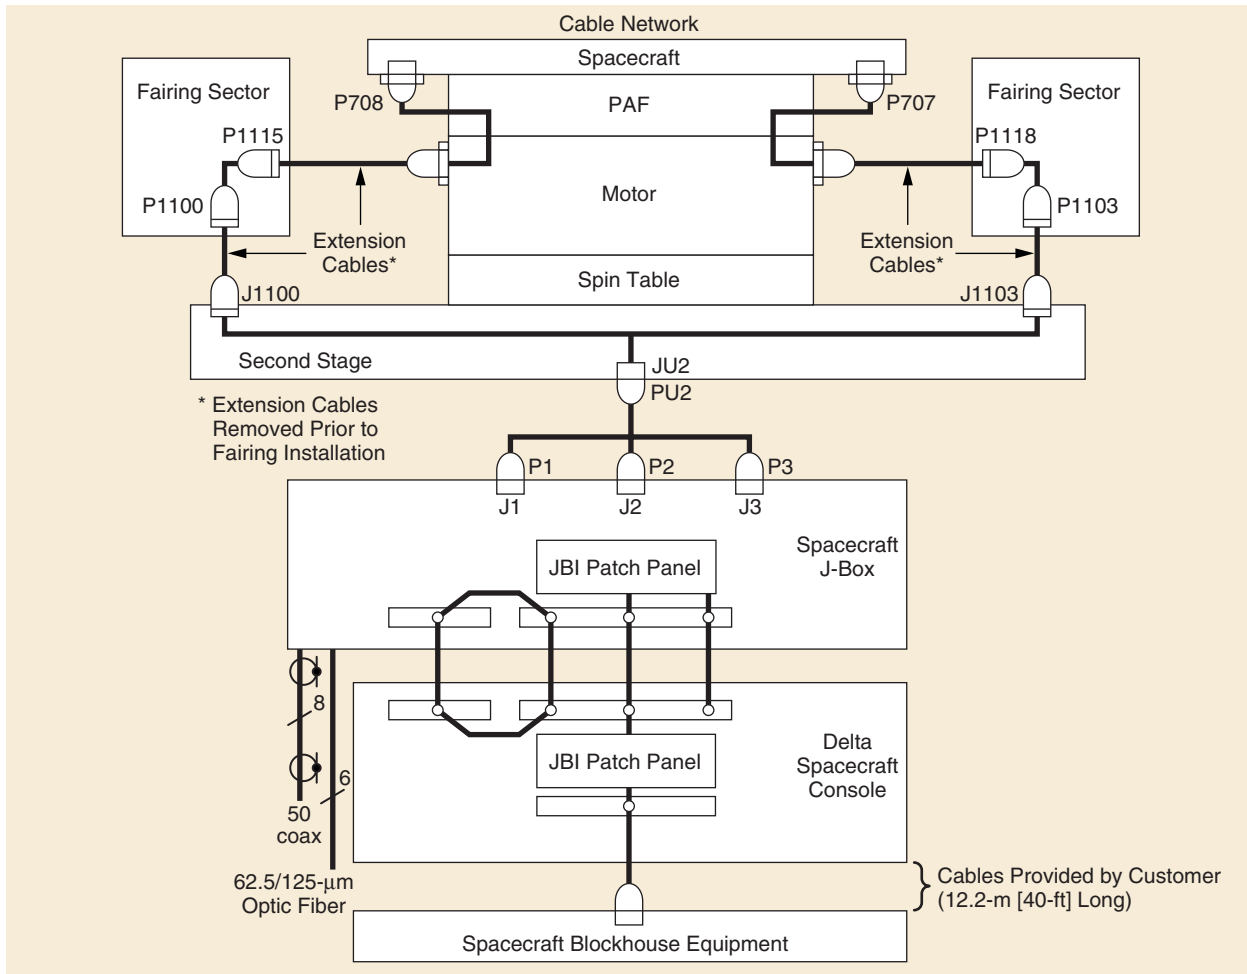 Cable Network
Spacecraft
Fairing Sector
P708
PAF
P707
Fairing Sector
P1115
P1118
P1100
Motor
P1103
Extension
Cables*
Extension
Cables*
Spin Table
J1100
J1103
Second Stage
JU2
PU2
* Extension Cables
Removed Prior to
Fairing Installation
P1
P2
P3
J1
J2
J3
Spacecraft
J-Box
JBI Patch Panel
8
6
50
coax
62.5/125-µm
Optic Fiber
JBI Patch Panel
Delta
Spacecraft
Console
Cables Provided by Customer
(12.2-m [40-ft] Long)
Spacecraft Blockhouse Equipment